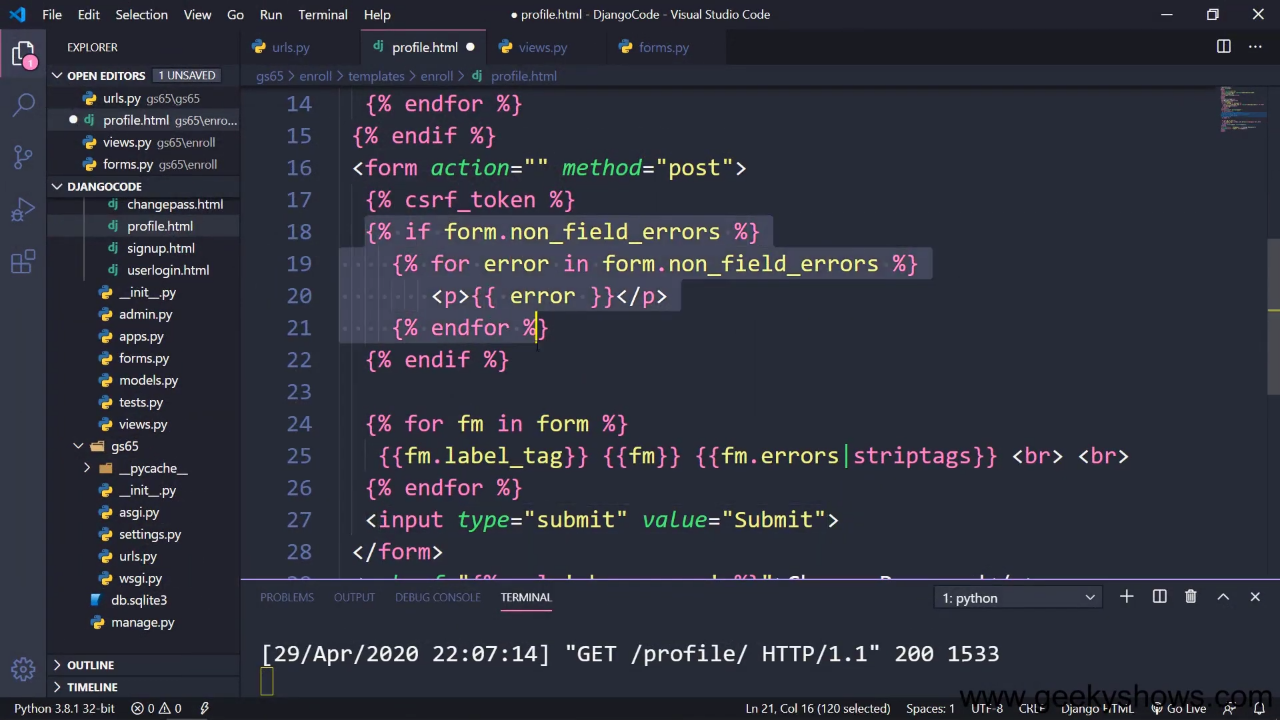 File Edit Selection View Go Run Terminal Help
profile.html - DjangoCode - Visual Studio Code
EXPLORER
urls.py profile.html views.py forms.py
OPEN EDITORS 1 UNSAVED
gs65 enroll templates enroll profile.html
urls.py gs65\gs65
profile.html gs65\enro...
views.py gs65\enroll
forms.py gs65\enroll
DJANGOCODE
changepass.html
profile.html
signup.html
userlogin.html
__init__.py
admin.py
apps.py
forms.py
models.py
tests.py
views.py
gs65
__pycache__
__init__.py
asgi.py
settings.py
urls.py
wsgi.py
db.sqlite3
manage.py
OUTLINE
TIMELINE
14 {% endfor %}
15 {% endif %}
16 <form action="" method="post">
17 {% csrf_token %}
18 {% if form.non_field_errors %}
19 {% for error in form.non_field_errors %}
20 <p>{{ error }}</p>
21 {% endfor %}
22 {% endif %}
23
24 {% for fm in form %}
25 {{fm.label_tag}} {{fm}} {{fm.errors|striptags}} <br> <br>
26 {% endfor %}
27 <input type="submit" value="Submit">
28 </form>
PROBLEMS OUTPUT DEBUG CONSOLE TERMINAL 1: python
[29/Apr/2020 22:07:14] "GET /profile/ HTTP/1.1" 200 1533
www.geekyshows.com
Python 3.8.1 32-bit 0 0 Ln 21, Col 16 (120 selected) Spaces: 1 UTF-8 CRLF Django HTML Go Live